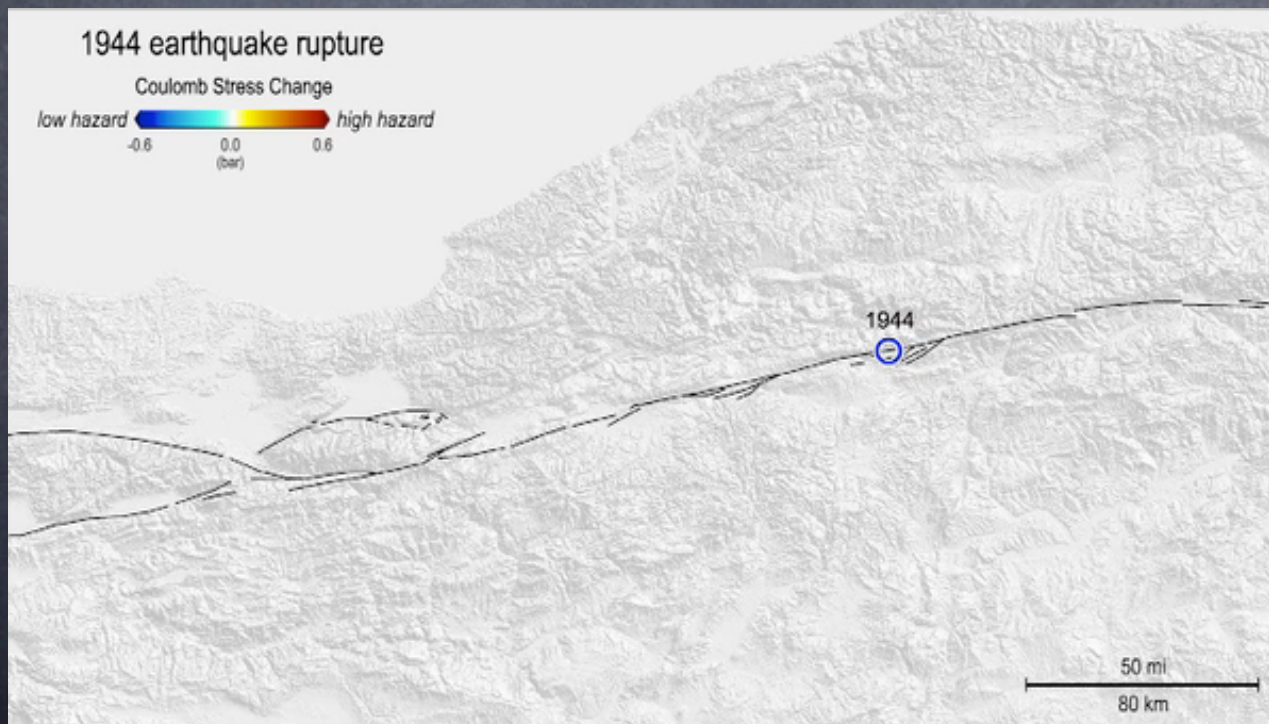 1944 earthquake rupture
Coulomb Stress Change
low hazard high hazard
-0.6 0.0 0.6
(bar)
1944
50 mi
80 km